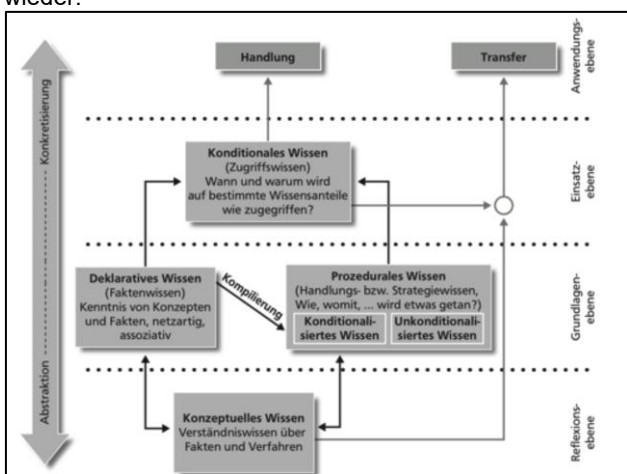 wieder.
Handlung
Transfer
Anwendungs-
ebene
Konkretisierung
Konditionales Wissen
(Zugriffswissen)
Wann und warum wird
auf bestimmte Wissensanteile
wie zugegriffen?
Einsatz-
ebene
Deklaratives Wissen
(Faktenwissen)
Kenntnis von Konzepten
und Fakten, netzartig,
assoziativ
Kompilierung
Prozedurales Wissen
(Handlungs- bzw. Strategiewissen,
Wie, womit, ... wird etwas getan?)
Konditionali-
siertes Wissen
Unkonditionali-
siertes Wissen
Grundlagen-
ebene
Abstraktion
Konzeptuelles Wissen
Verständniswissen über
Fakten und Verfahren
Reflexions-
ebene